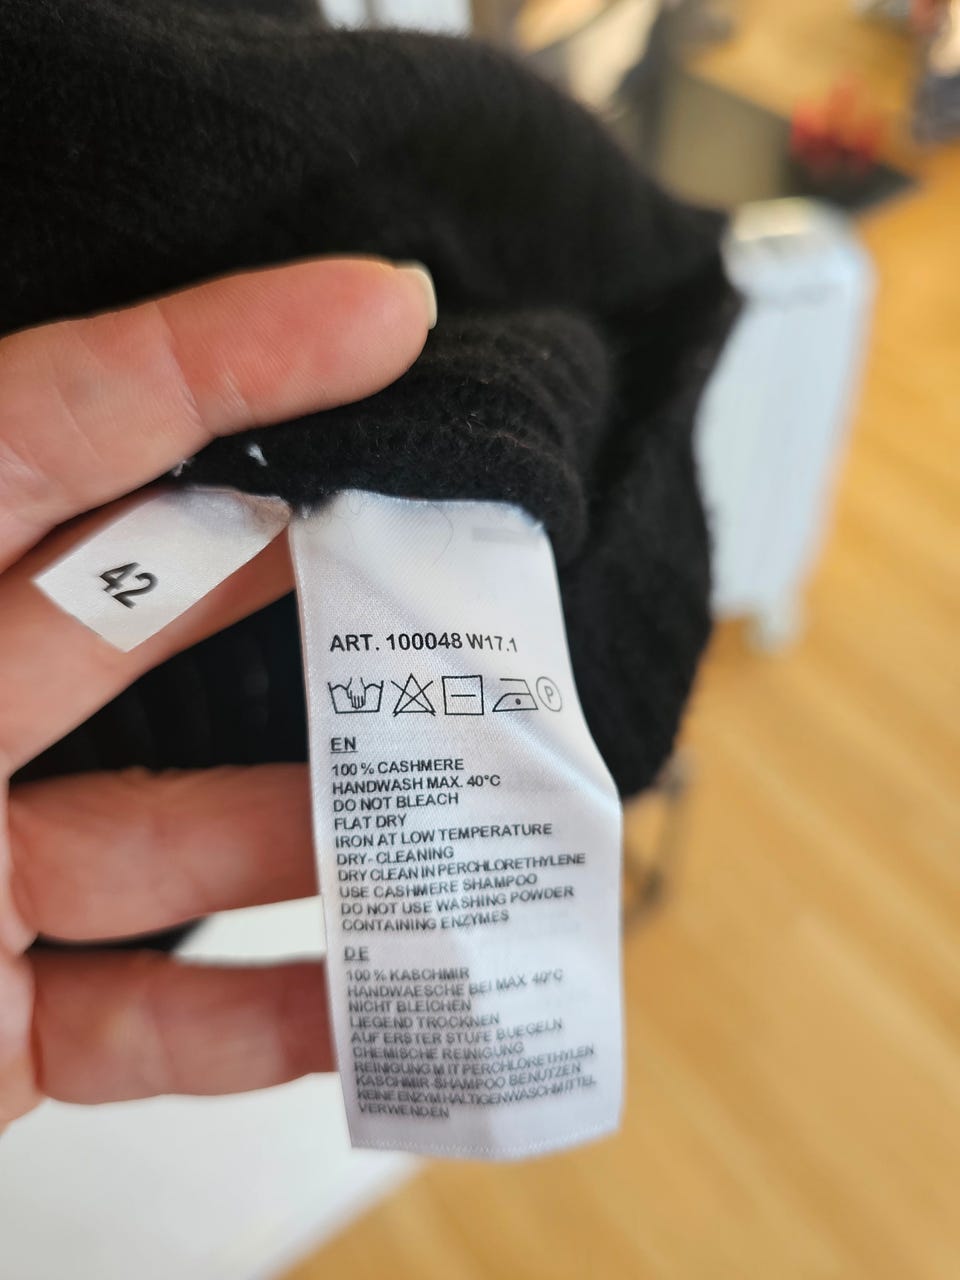 42
ART. 100048 W17.1
P
EN
100 % CASHMERE
HANDWASH MAX. 40°C
DO NOT BLEACH
FLAT DRY
IRON AT LOW TEMPERATURE
DRY- CLEANING
DRY CLEAN IN PERCHLORETHYLENE
USE CASHMERE SHAMPOO
DO NOT USE WASHING POWDER
CONTAINING ENZYMES
DE
100 % KASCHMIR
HANDWAESCHE BEI MAX. 40°C
NICHT BLEICHEN
LIEGEND TROCKNEN
AUF ERSTER STUFE BUEGELN
CHEMISCHE REINIGUNG
REINIGUNG MIT PERCHLORETHYLEN
KASCHMIR-SHAMPOO BENUTZEN
KEINE ENZYMHALTIGEN WASCHMITTEL
VERWENDEN